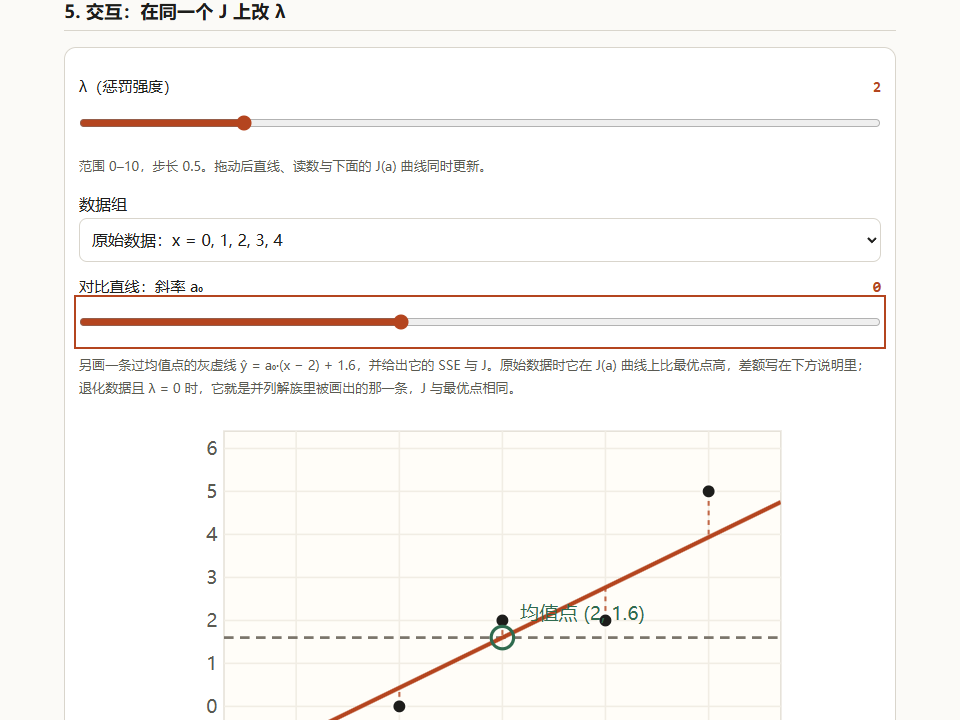 5. 交互：在同一个 J 上改 λ
λ（惩罚强度） 2
范围 0–10，步长 0.5。拖动后直线、读数与下面的 J(a) 曲线同时更新。
数据组
原始数据：x = 0, 1, 2, 3, 4
对比直线：斜率 a₀ 0
另画一条过均值点的灰虚线 ŷ = a₀·(x − 2) + 1.6，并给出它的 SSE 与 J。原始数据时它在 J(a) 曲线上比最优点高，差额写在下方说明里；
退化数据且 λ = 0 时，它就是并列解族里被画出的那一条，J 与最优点相同。
6
5
4
3
2
均值点 (2, 1.6)
1
0